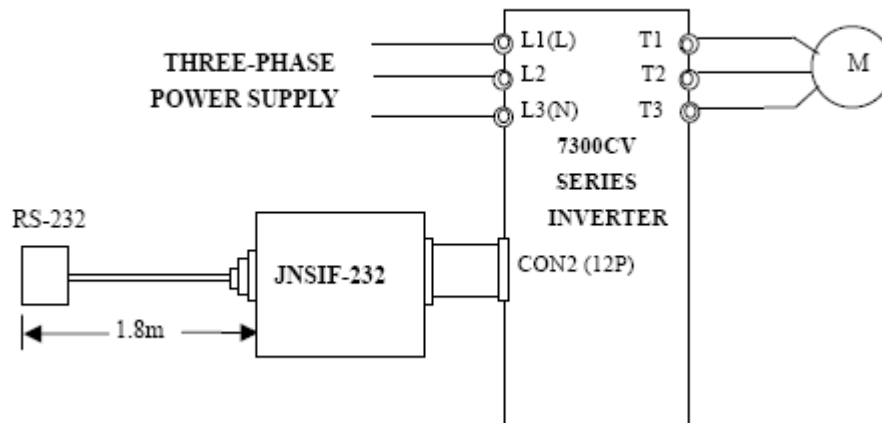 L1(L)
T1
THREE-PHASE
POWER SUPPLY
L2
T2
M
L3(N)
T3
7300CV
SERIES
INVERTER
RS-232
JNSIF-232
CON2 (12P)
1.8m